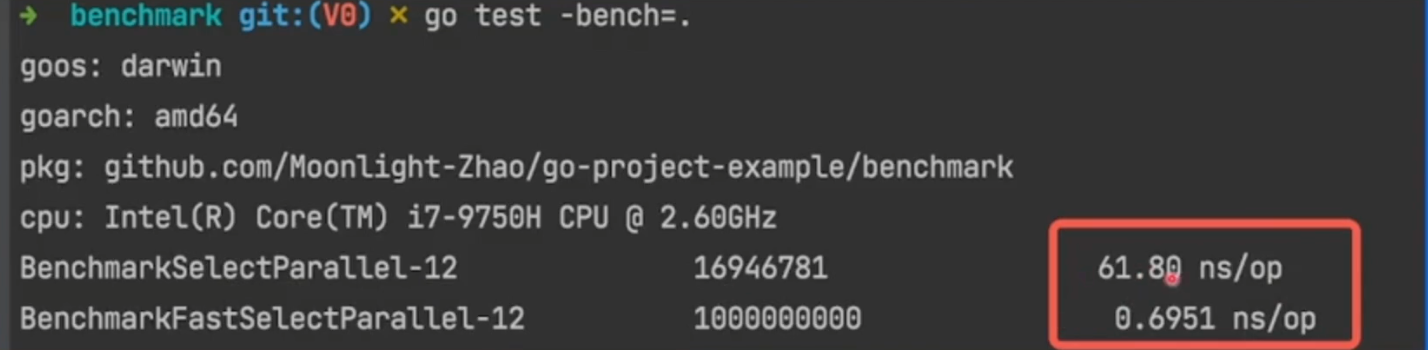 → benchmark git:(V0) ✗ go test -bench=.
goos: darwin
goarch: amd64
pkg: github.com/Moonlight-Zhao/go-project-example/benchmark
cpu: Intel(R) Core(TM) i7-9750H CPU @ 2.60GHz
BenchmarkSelectParallel-12 16946781 61.80 ns/op
BenchmarkFastSelectParallel-12 1000000000 0.6951 ns/op